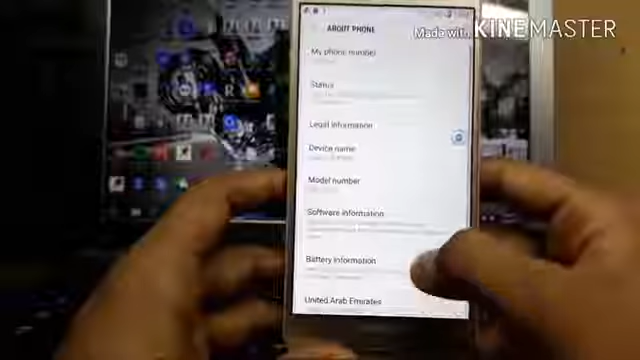 ABOUT PHONE
Made with KINEMASTER
My phone number
Status
Legal information
Device name
Model number
Software information
Battery information
United Arab Emirates